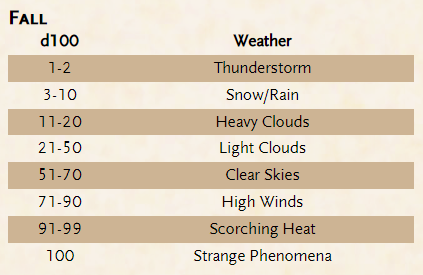 Fall
d100 Weather
1-2 Thunderstorm
3-10 Snow/Rain
11-20 Heavy Clouds
21-50 Light Clouds
51-70 Clear Skies
71-90 High Winds
91-99 Scorching Heat
100 Strange Phenomena